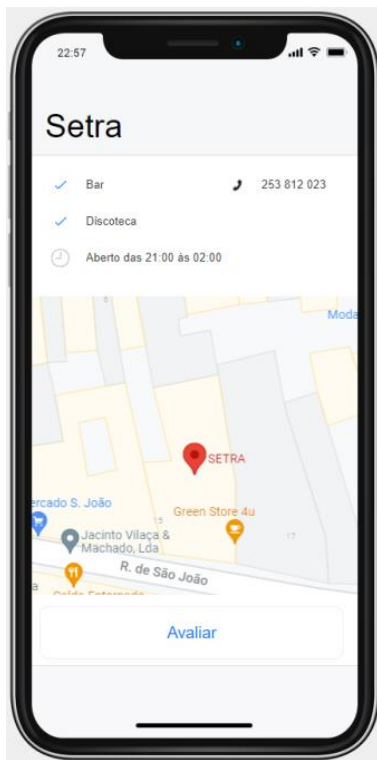 22:57
Setra
Bar
253 812 023
Discoteca
Aberto das 21:00 às 02:00
6
Moda
SETRA
ercado S. João
15
Green Store 4u
17
Jacinto Vilaça &
Machado, Lda
R. de São João
a
Avaliar